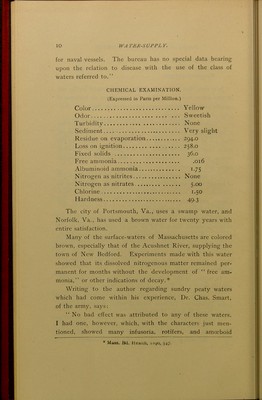 80 WATER-SUPPLY.
for naval vessels. The bureau has no special data bearing
upon the relation to disease with the use of the class of
waters referred to."
CHEMICAL EXAMINATION.
(Expressed in Parts per Million.)
Color Yellow
Odor Sweetish
Turbidity None
Sediment Very slight
Residue on evaporation 294.0
Loss on ignition 258.0
Fixed solids 36.0
Free ammonia .016
Albuminoid ammonia 1.75
Nitrogen as nitrites None
Nitrogen as nitrates 5.00
Chlorine 1.50
Hardness 49.3
The city of Portsmouth, Va., uses a swamp water, and
Norfolk, Va., has used a brown water for twenty years with
entire satisfaction.
Many of the surface-waters of Massachusetts are colored
brown, especially that of the Acushnet River, supplying the
town of New Bedford. Experiments made with this water
showed that its dissolved nitrogenous matter remained per-
manent for months without the development of "free am-
monia," or other indications of decay.*
Writing to the author regarding sundry peaty waters
which had come within his experience, Dr. Chas. Smart,
of the army, says:
"No bad effect was attributed to any of these waters.
I had one, however, which, with the characters just men-
tioned, showed many infusoria, rotifers, and amœboid
* Mass. Bd. Health, 1890,